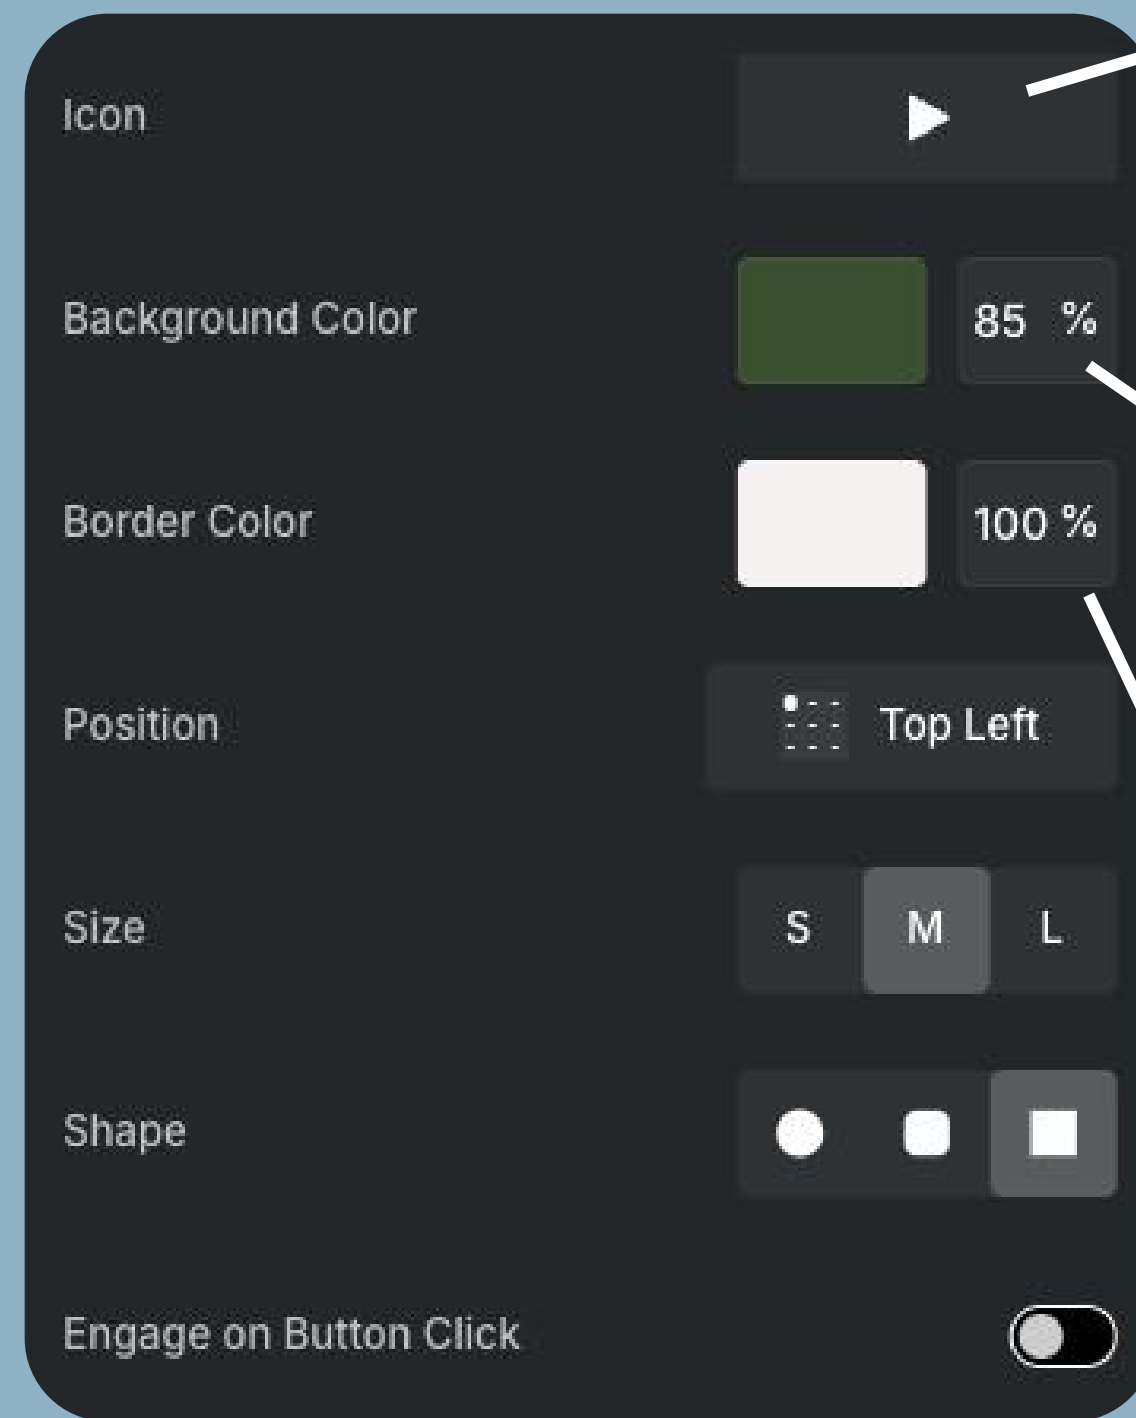 Icon
Background Color 85 %
Border Color 100 %
Position Top Left
Size S M L
Shape
Engage on Button Click